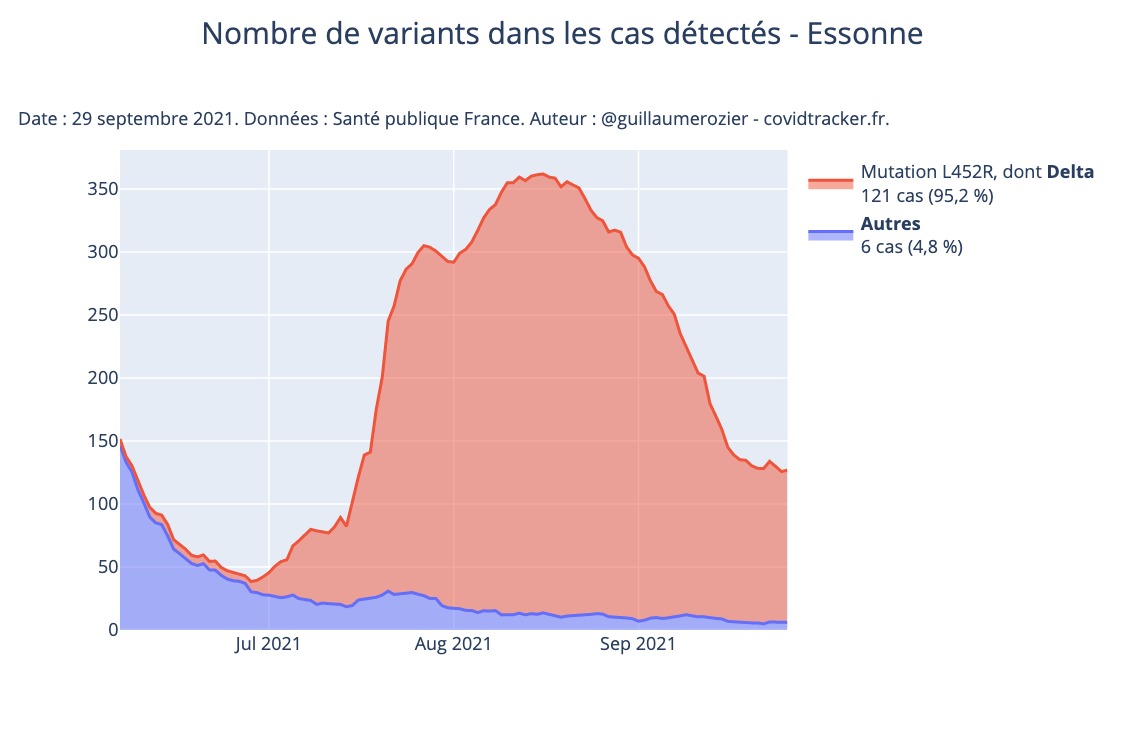 Nombre de variants dans les cas détectés - Essonne
Date : 29 septembre 2021. Données : Santé publique France. Auteur : @guillaumerozier - covidtracker.fr.
Mutation L452R, dont Delta
121 cas (95,2 %)
Autres
6 cas (4,8 %)
350
300
250
200
150
100
50
0
Jul 2021 Aug 2021 Sep 2021